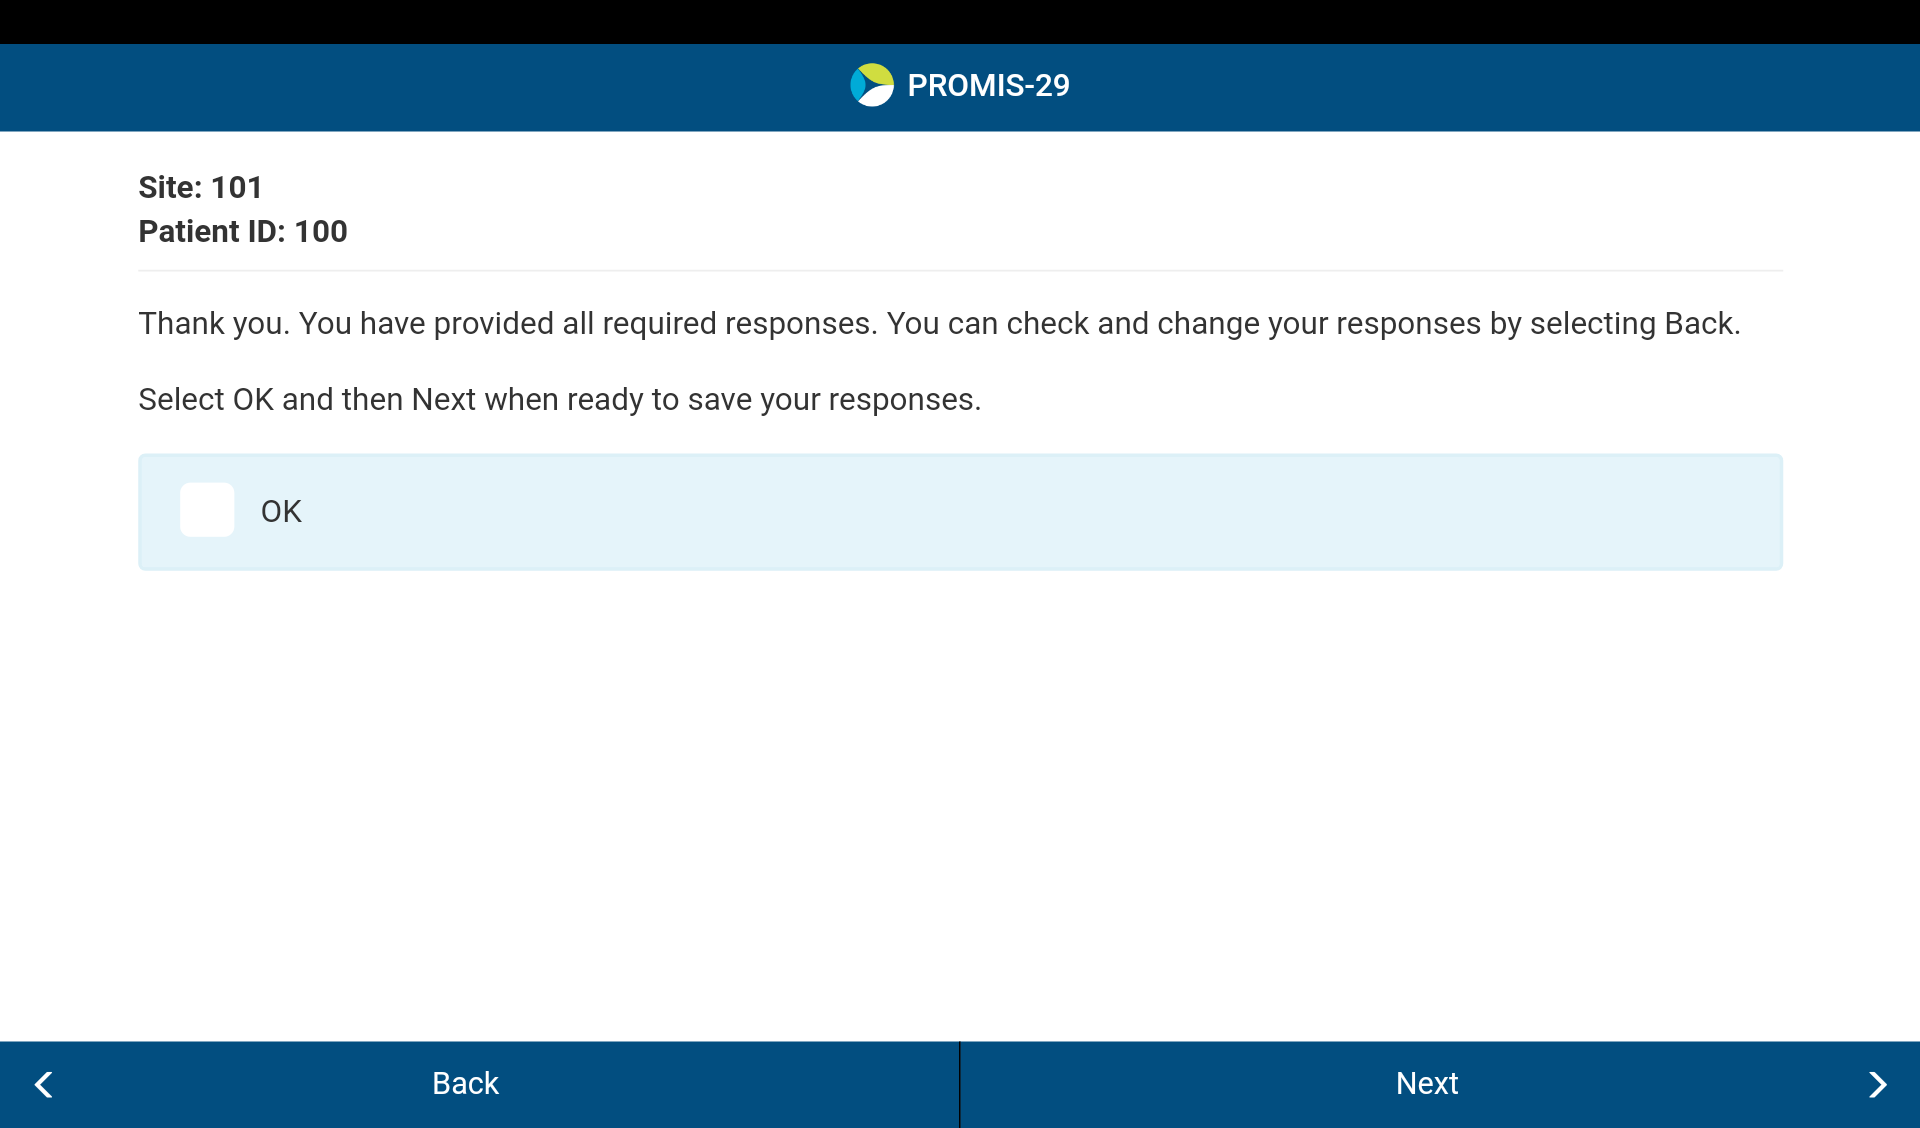 PROMIS-29
Site: 101
Patient ID: 100
Thank you. You have provided all required responses. You can check and change your responses by selecting Back.
Select OK and then Next when ready to save your responses.
OK
Back
Next